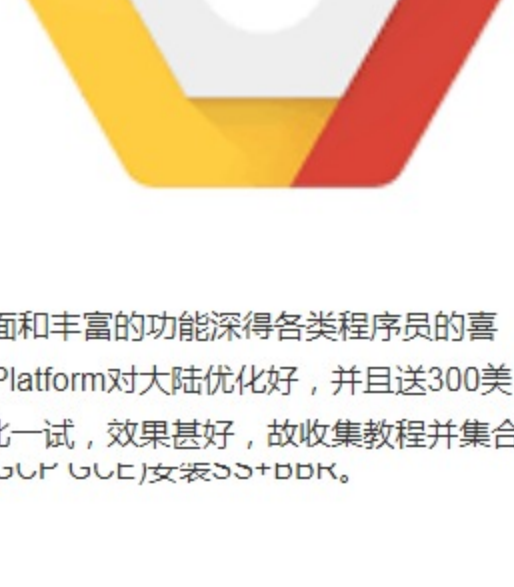 面和丰富的功能深得各类程序员的喜
Platform对大陆优化好，并且送300美
一试，效果甚好，故收集教程并集合
GCP GCE)安装SS+BBR。